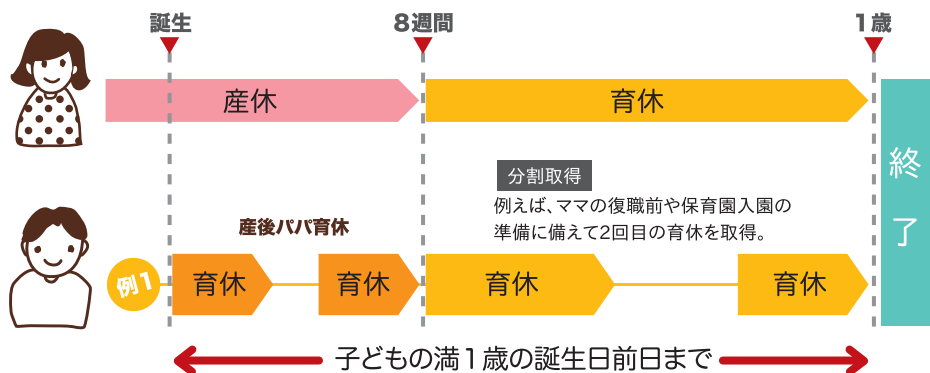 誕生
8週間
1歳
産休
育休
終了
分割取得
例えば、ママの復職前や保育園入園の
準備に備えて2回目の育休を取得。
産後パパ育休
例1
育休
育休
育休
育休
子どもの満1歳の誕生日前日まで